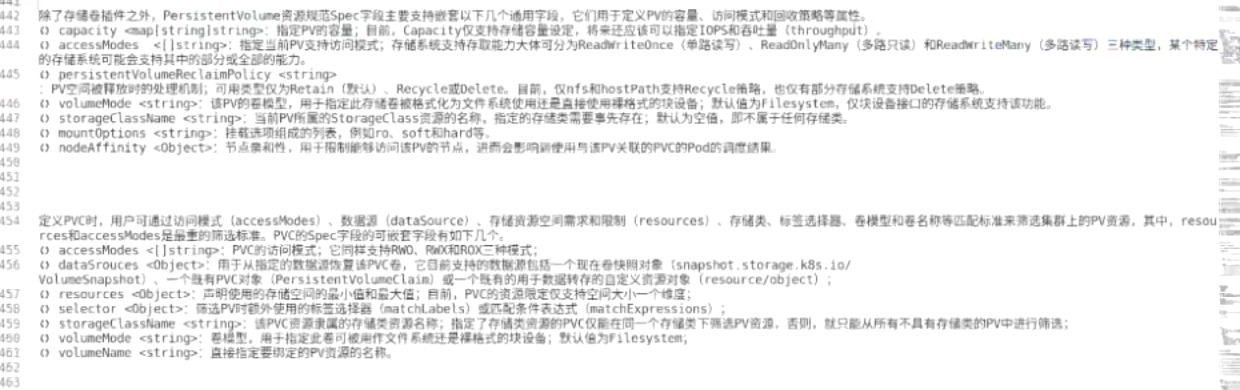 441
442 除了存储卷插件之外，PersistentVolume资源规范Spec字段主要支持嵌套以下几个通用字段，它们用于定义PV的容量、访问模式和回收策略等属性。
443 () capacity <map[string]string>：指定PV的容量；目前，Capacity仅支持存储容量设定，将来还应该可以指定IOPS和吞吐量（throughput）。
444 () accessModes <[]string>：指定当前PV支持访问模式；存储系统支持存取能力大体可分为ReadWriteOnce（单路读写）、ReadOnlyMany（多路只读）和ReadWriteMany（多路读写）三种类型，某个特定
的存储系统可能会支持其中的部分或全部的能力。
445 () persistentVolumeReclaimPolicy <string>
：PV空间被释放时的处理机制；可用类型仅为Retain（默认）、Recycle或Delete。目前，仅nfs和hostPath支持Recycle策略，也仅有部分存储系统支持Delete策略。
446 () volumeMode <string>：该PV的卷模型，用于指定此存储卷被格式化为文件系统使用还是直接使用裸格式的块设备；默认值为Filesystem，仅块设备接口的存储系统支持该功能。
447 () storageClassName <string>：当前PV所属的StorageClass资源的名称，指定的存储类需要事先存在；默认为空值，即不属于任何存储类。
448 () mountOptions <string>：挂载选项组成的列表，例如ro、soft和hard等。
449 () nodeAffinity <Object>：节点亲和性，用于限制能够访问该PV的节点，进而会影响到使用与该PV关联的PVC的Pod的调度结果。
450
451
452
453
454 定义PVC时，用户可通过访问模式（accessModes）、数据源（dataSource）、存储资源空间需求和限制（resources）、存储类、标签选择器、卷模型和卷名称等匹配标准来筛选集群上的PV资源，其中，resou
rces和accessModes是最重的筛选标准。PVC的Spec字段的可嵌套字段有如下几个。
455 () accessModes <[]string>：PVC的访问模式；它同样支持RWO、RWX和ROX三种模式；
456 () dataSrouces <Object>：用于从指定的数据源恢复该PVC卷，它目前支持的数据源包括一个现在卷快照对象（snapshot.storage.k8s.io/
VolumeSnapshot）、一个既有PVC对象（PersistentVolumeClaim）或一个既有的用于数据转存的自定义资源对象（resource/object）；
457 () resources <Object>：声明使用的存储空间的最小值和最大值；目前，PVC的资源限定仅支持空间大小一个维度；
458 () selector <Object>：筛选PV时额外使用的标签选择器（matchLabels）或匹配条件表达式（matchExpressions）；
459 () storageClassName <string>：该PVC资源隶属的存储类资源名称；指定了存储类资源的PVC仅能在同一个存储类下筛选PV资源，否则，就只能从所有不具有存储类的PV中进行筛选；
460 () volumeMode <string>：卷模型，用于指定此卷可被用作文件系统还是裸格式的块设备；默认值为Filesystem；
461 () volumeName <string>：直接指定要绑定的PV资源的名称。
462
463